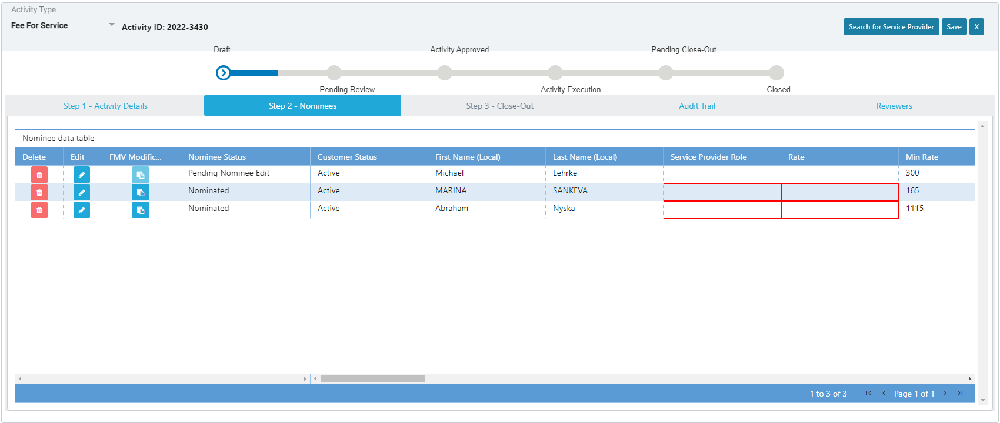 Activity Type
Fee For Service
Activity ID: 2022-3430
Search for Service Provider
Save
X
Draft
Activity Approved
Pending Close-Out
Pending Review
Activity Execution
Closed
Step 1 - Activity Details
Step 2 - Nominees
Step 3 - Close-Out
Audit Trail
Reviewers
Nominee data table
Delete Edit FMV Modific... Nominee Status Customer Status First Name (Local) Last Name (Local) Service Provider Role Rate Min Rate
Pending Nominee Edit Active Michael Lehrke 300
Nominated Active MARINA SANKEVA 165
Nominated Active Abraham Nyska 1115
1 to 3 of 3 Page 1 of 1